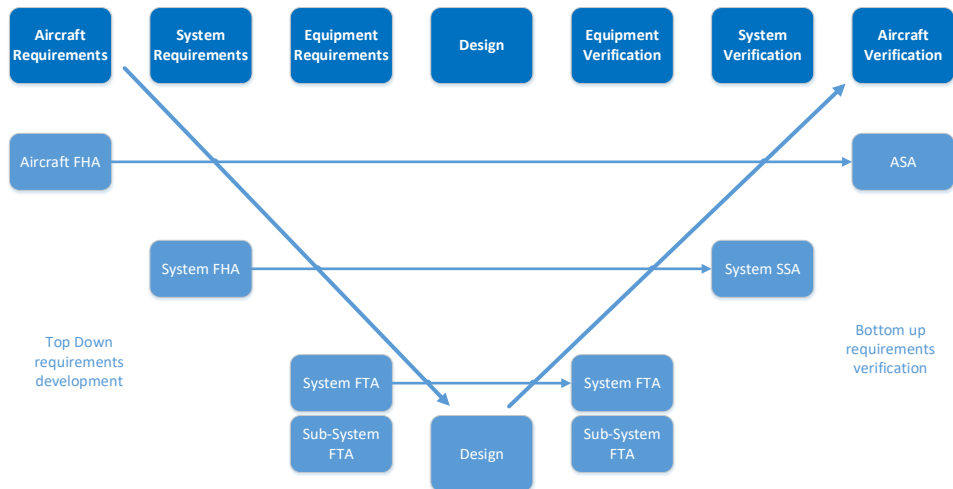 Aircraft
Requirements
System
Requirements
Equipment
Requirements
Design
Equipment
Verification
System
Verification
Aircraft
Verification
Aircraft FHA
ASA
System FHA
System SSA
Top Down
requirements
development
Bottom up
requirements
verification
System FTA
System FTA
Sub-System
FTA
Design
Sub-System
FTA